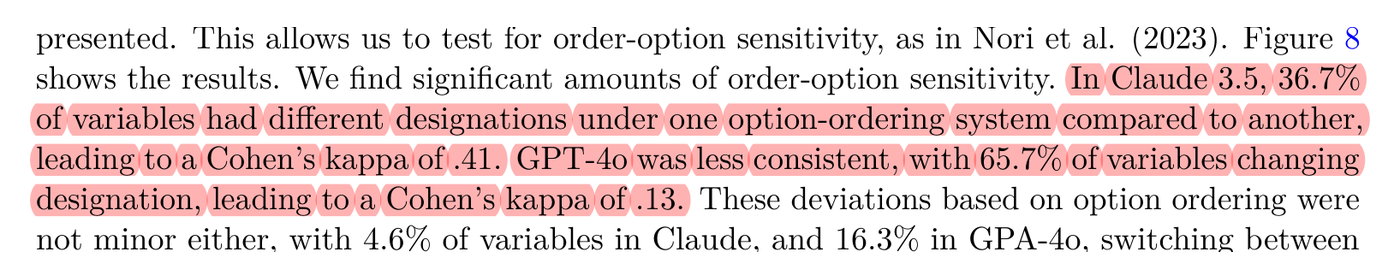 presented. This allows us to test for order-option sensitivity, as in Nori et al. (2023). Figure 8
shows the results. We find significant amounts of order-option sensitivity. In Claude 3.5, 36.7%
of variables had different designations under one option-ordering system compared to another,
leading to a Cohen's kappa of .41. GPT-4o was less consistent, with 65.7% of variables changing
designation, leading to a Cohen's kappa of .13. These deviations based on option ordering were
not minor either, with 4.6% of variables in Claude, and 16.3% in GPA-4o, switching between